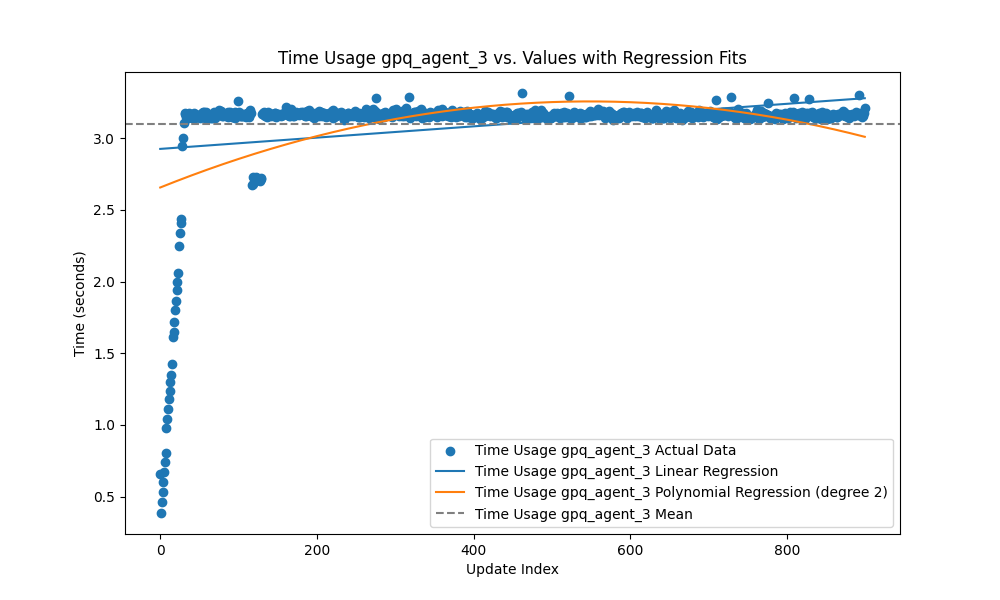 Time Usage gpq_agent_3 vs. Values with Regression Fits
Time (seconds)
3.0
2.5
2.0
1.5
1.0
0.5
0
200
400
600
800
Update Index
Time Usage gpq_agent_3 Actual Data
Time Usage gpq_agent_3 Linear Regression
Time Usage gpq_agent_3 Polynomial Regression (degree 2)
Time Usage gpq_agent_3 Mean